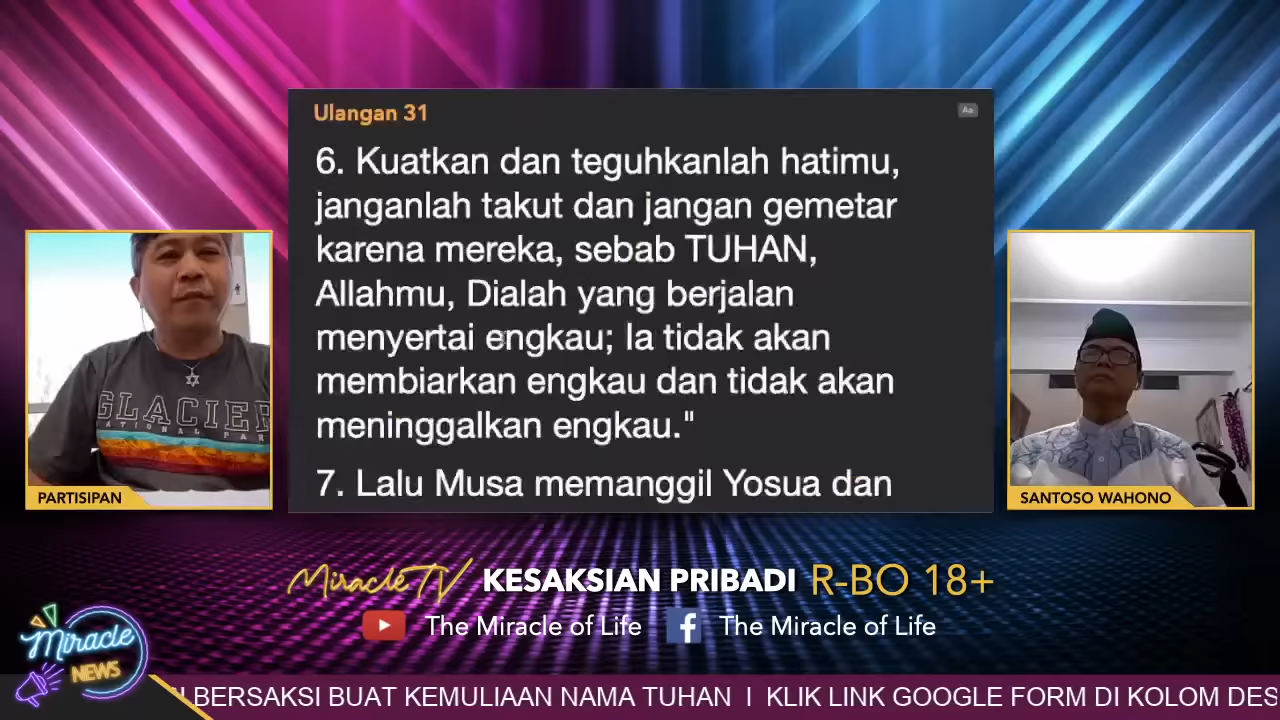 Ulangan 31
Aa
6. Kuatkan dan teguhkanlah hatimu,
janganlah takut dan jangan gemetar
karena mereka, sebab TUHAN,
Allahmu, Dialah yang berjalan
menyertai engkau; Ia tidak akan
membiarkan engkau dan tidak akan
meninggalkan engkau."
7. Lalu Musa memanggil Yosua dan
GLACIER
NATIONAL PAR
PARTISIPAN
SANTOSO WAHONO
MiracleTV KESAKSIAN PRIBADI R-BO 18+
The Miracle of Life f The Miracle of Life
Miracle
NEWS
BERSAKSI BUAT KEMULIAAN NAMA TUHAN I KLIK LINK GOOGLE FORM DI KOLOM DES